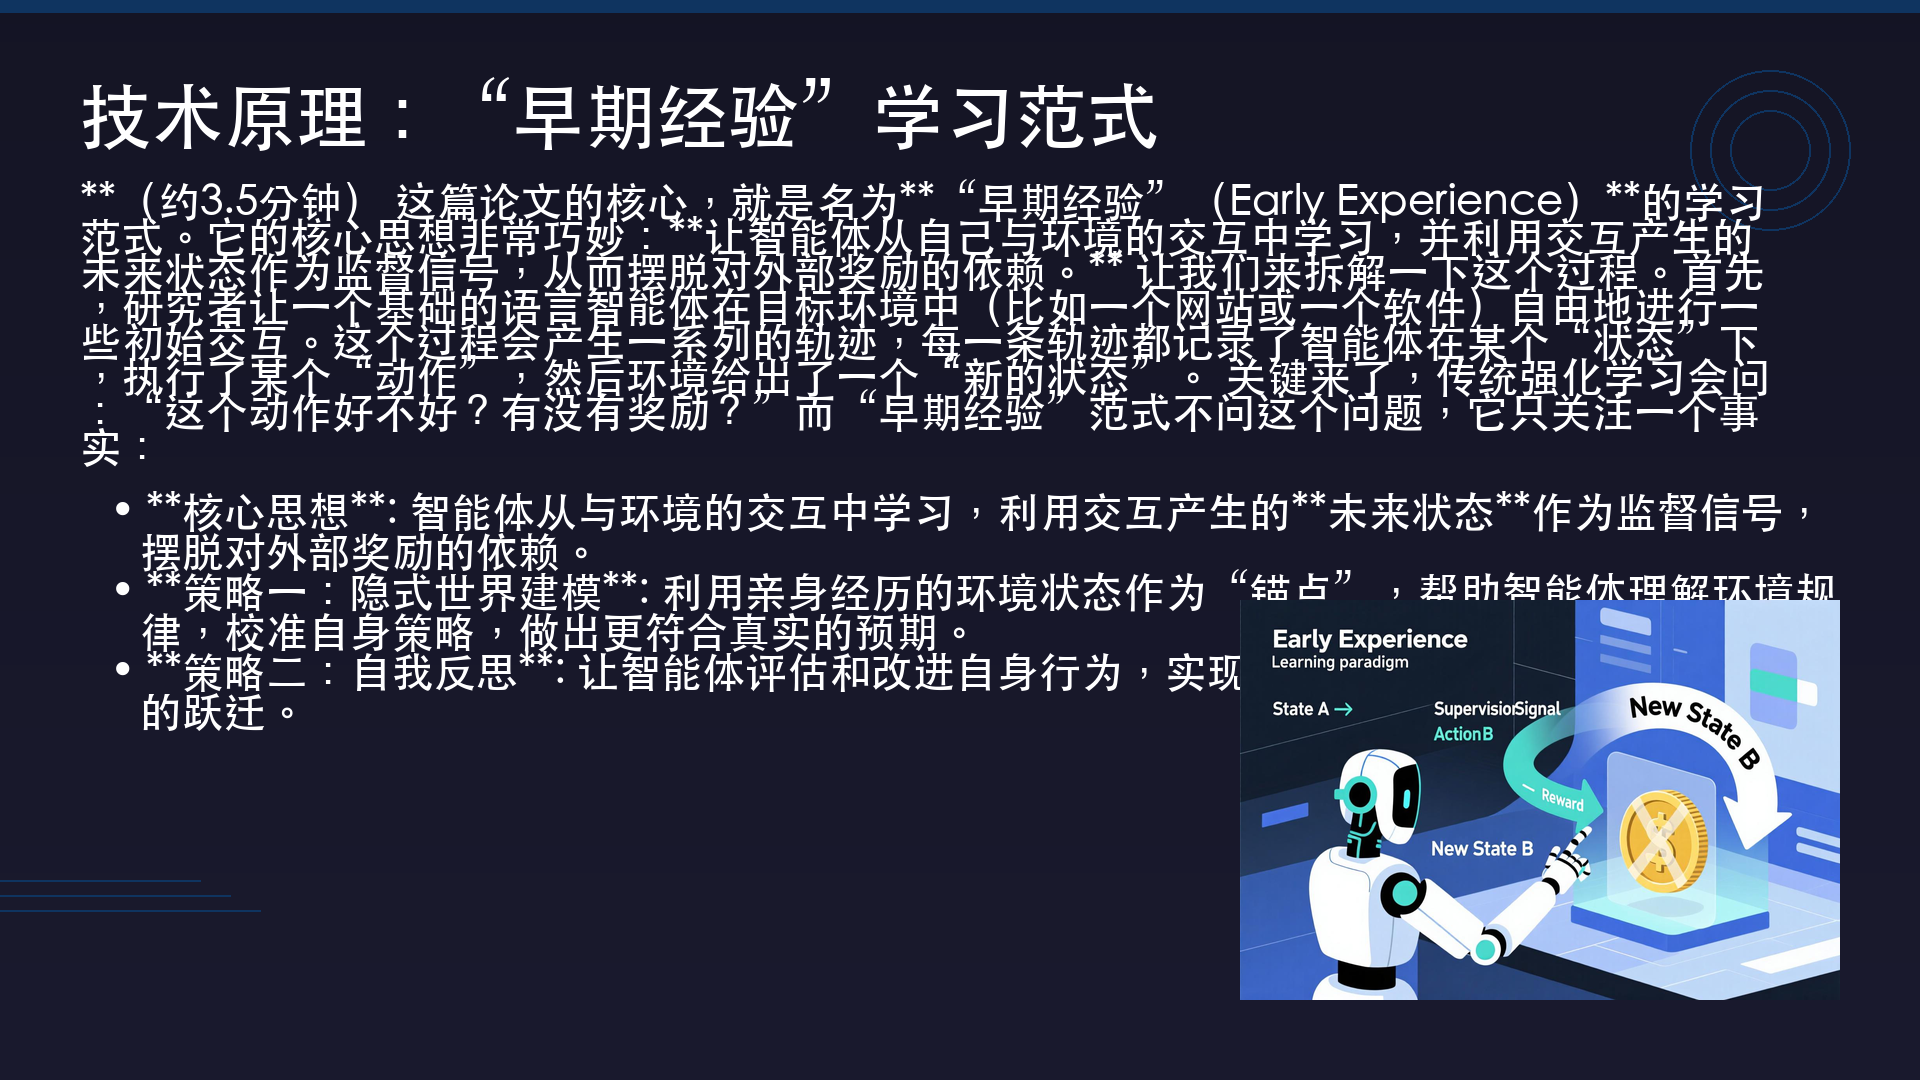 技术原理：“早期经验”学习范式
**（约3.5分钟） 这篇论文的核心，就是名为**“早期经验”（Early Experience）**的学习
范式。它的核心思想非常巧妙：**让智能体从自己与环境的交互中学习，并利用交互产生的
未来状态作为监督信号，从而摆脱对外部奖励的依赖。** 让我们来拆解一下这个过程。首先
，研究者让一个基础的语言智能体在目标环境中（比如一个网站或一个软件）自由地进行一
些初始交互。这个过程会产生一系列的轨迹，每一条轨迹都记录了智能体在某个“状态”下
，执行了某个“动作”，然后环境给出了一个“新的状态”。 关键来了，传统强化学习会问
：“这个动作好不好？有没有奖励？”而“早期经验”范式不问这个问题，它只关注一个事
实：
• **核心思想**: 智能体从与环境的交互中学习，利用交互产生的**未来状态**作为监督信号，
摆脱对外部奖励的依赖。
• **策略一：隐式世界建模**: 利用亲身经历的环境状态作为“锚点”，帮助智能体理解环境规
律，校准自身策略，做出更符合真实的预期。
• **策略二：自我反思**: 让智能体评估和改进自身行为，实现
的跃迁。
Early Experience
Learning paradigm
State A →
SupervisiorSignal
ActionB
New State B
Reward
New State B